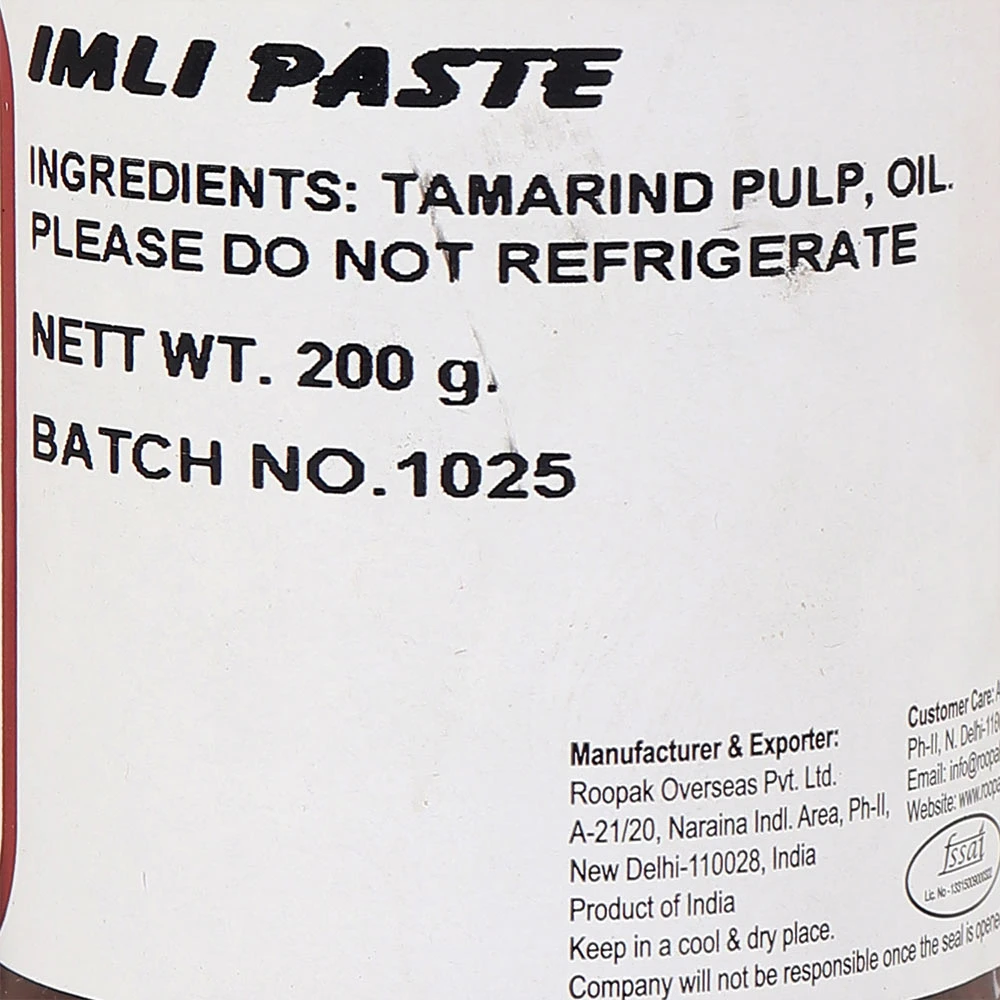 IMLI PASTE
INGREDIENTS: TAMARIND PULP, OIL.
PLEASE DO NOT REFRIGERATE
NETT WT. 200 g.
BATCH NO.1025
Manufacturer & Exporter:
Roopak Overseas Pvt. Ltd.
A-21/20, Naraina Indl. Area, Ph-II,
New Delhi-110028, India
Product of India
Keep in a cool & dry place.
Company will not be responsible once the seal is opene
Customer Care:
Ph-II, N. Delhi-
Email:
Website:
fssai
Lic. No -